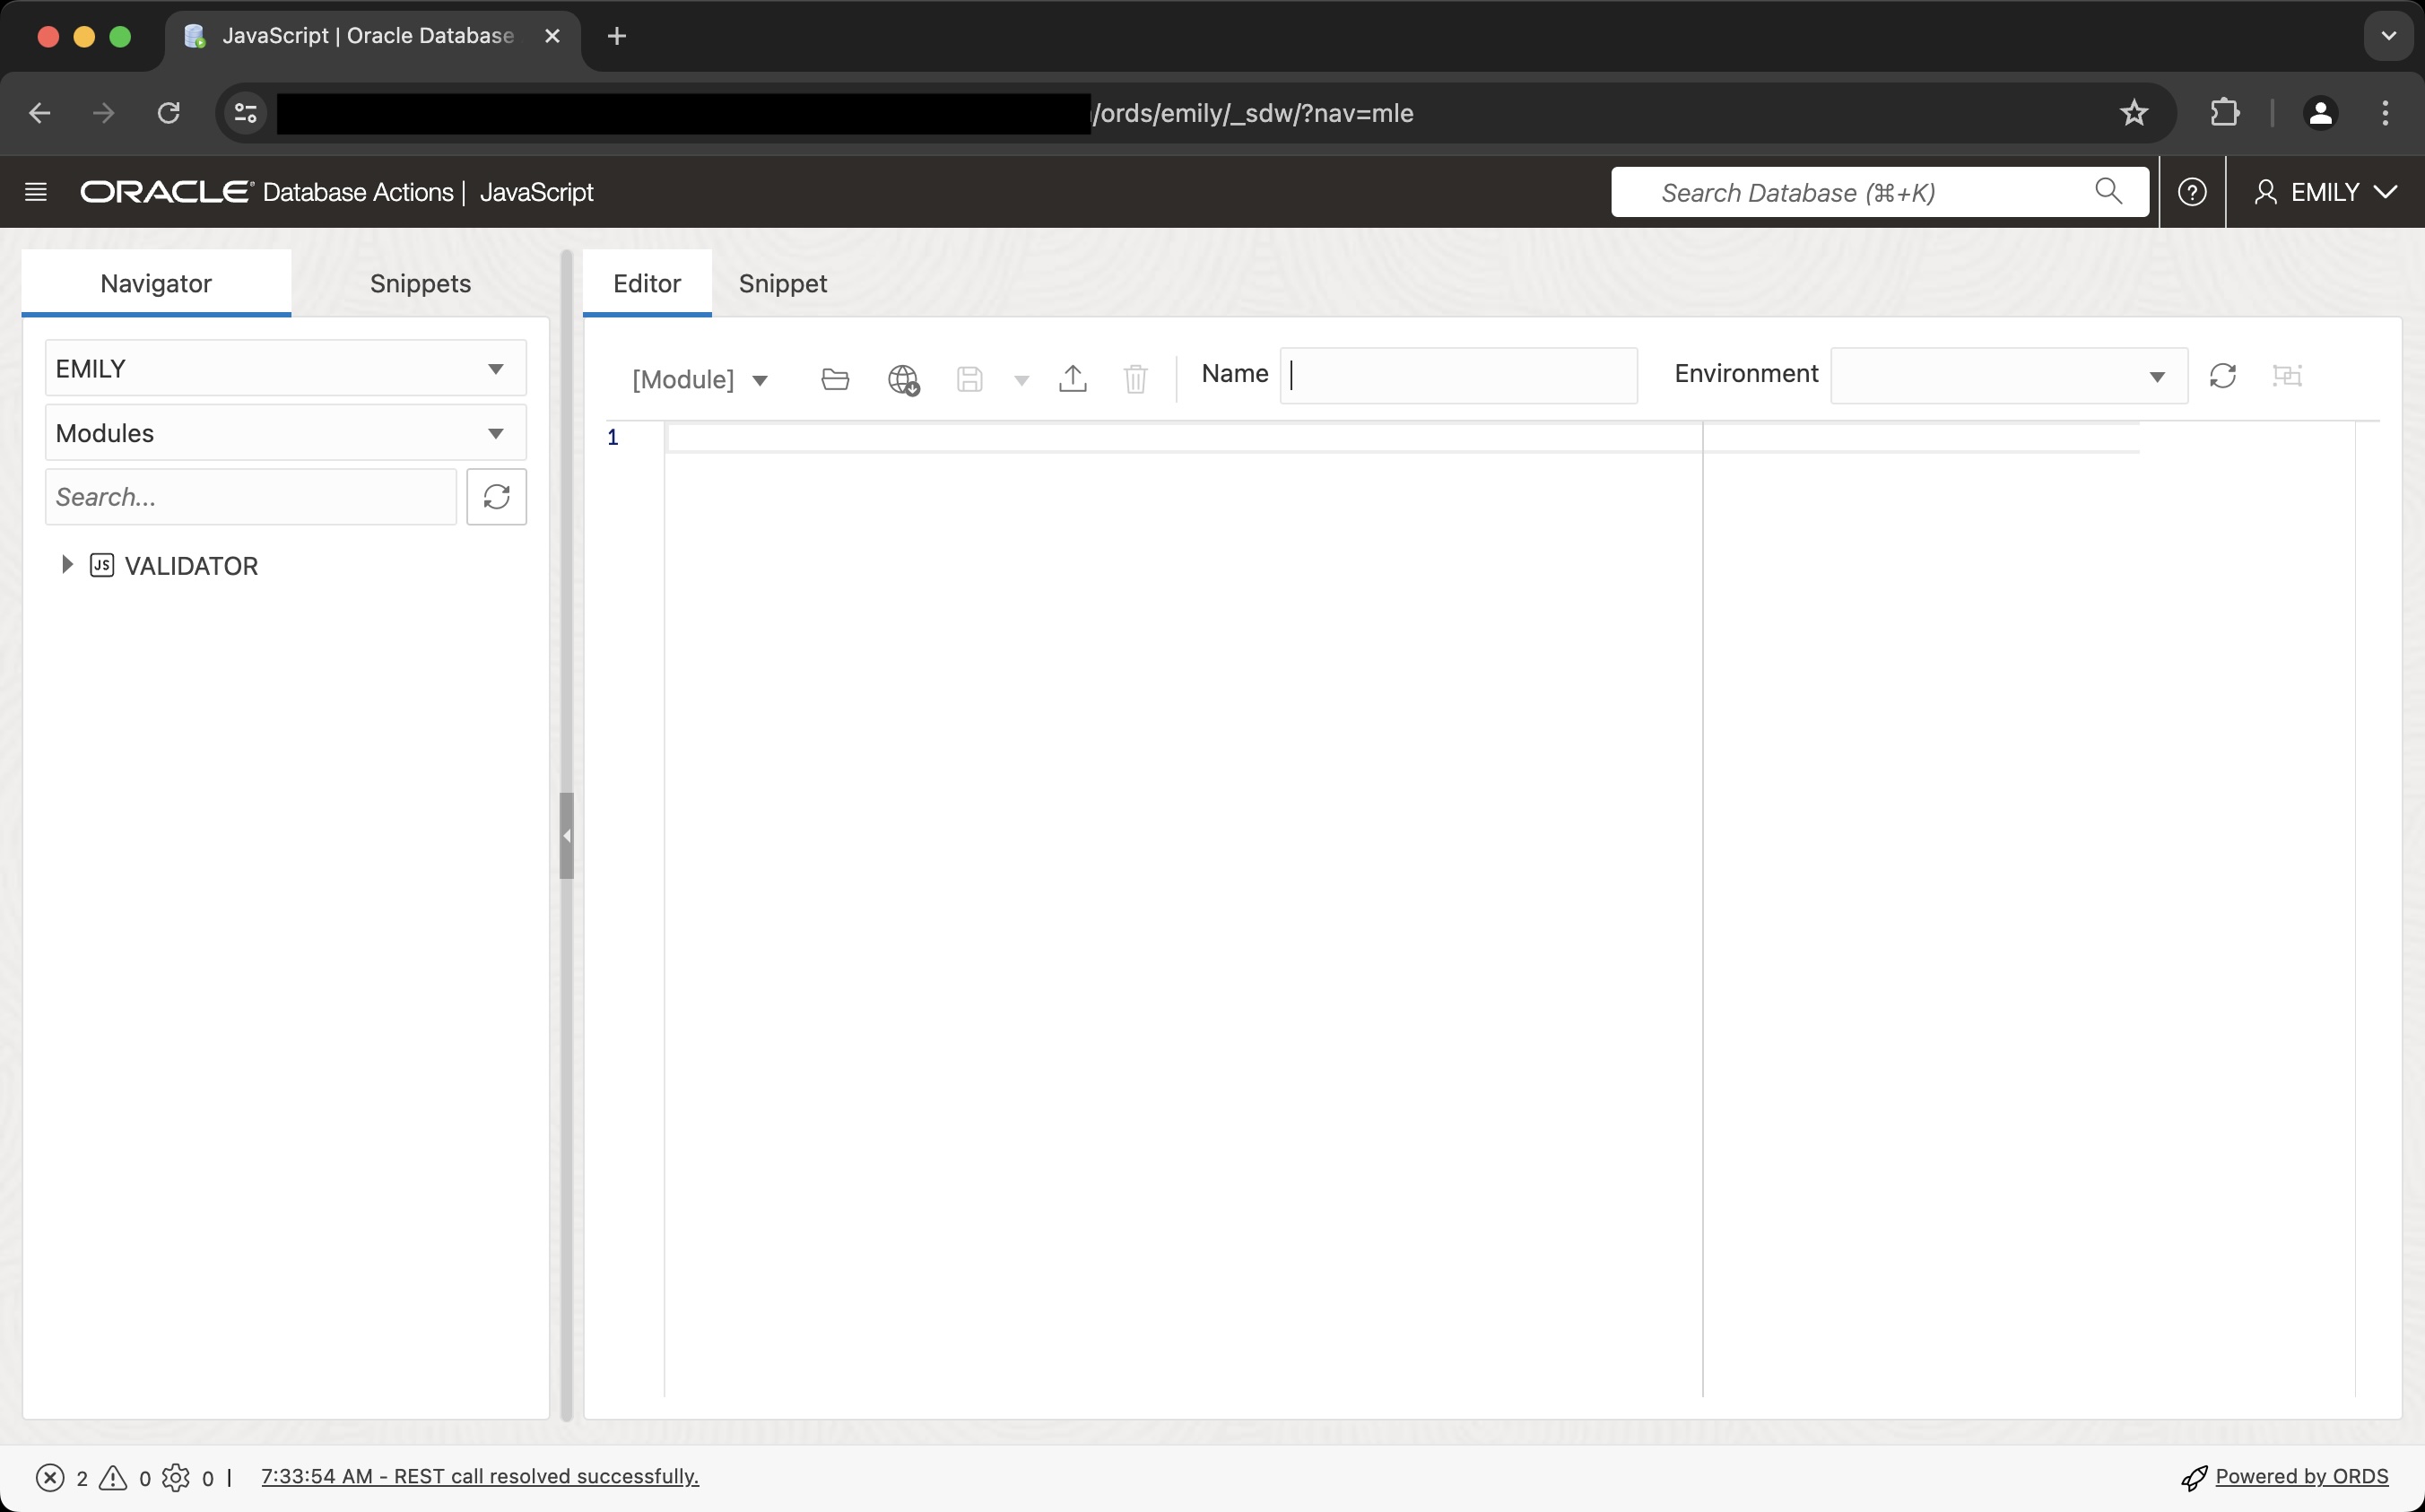 JavaScript | Oracle Database
/ords/emily/_sdw/?nav=mle
ORACLE Database Actions | JavaScript
Search Database (⌘+K)
EMILY
Navigator
Snippets
Editor
Snippet
EMILY
Modules
Search...
JS VALIDATOR
[Module]
Name
Environment
1
2
0
0
7:33:54 AM - REST call resolved successfully.
Powered by ORDS